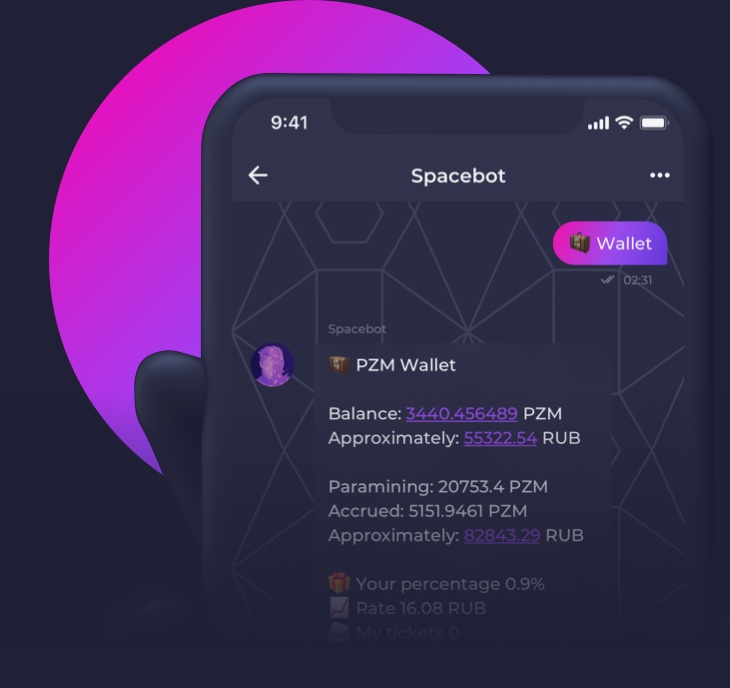 9:41
Spacebot
Wallet
02:31
Spacebot
PZM Wallet
Balance: 3440.456489 PZM
Approximately: 55322.54 RUB
Paramining: 20753.4 PZM
Accrued: 5151.9461 PZM
Approximately: 82843.29 RUB
Your percentage 0.9%
Rate 16.08 RUB
My tickets 0